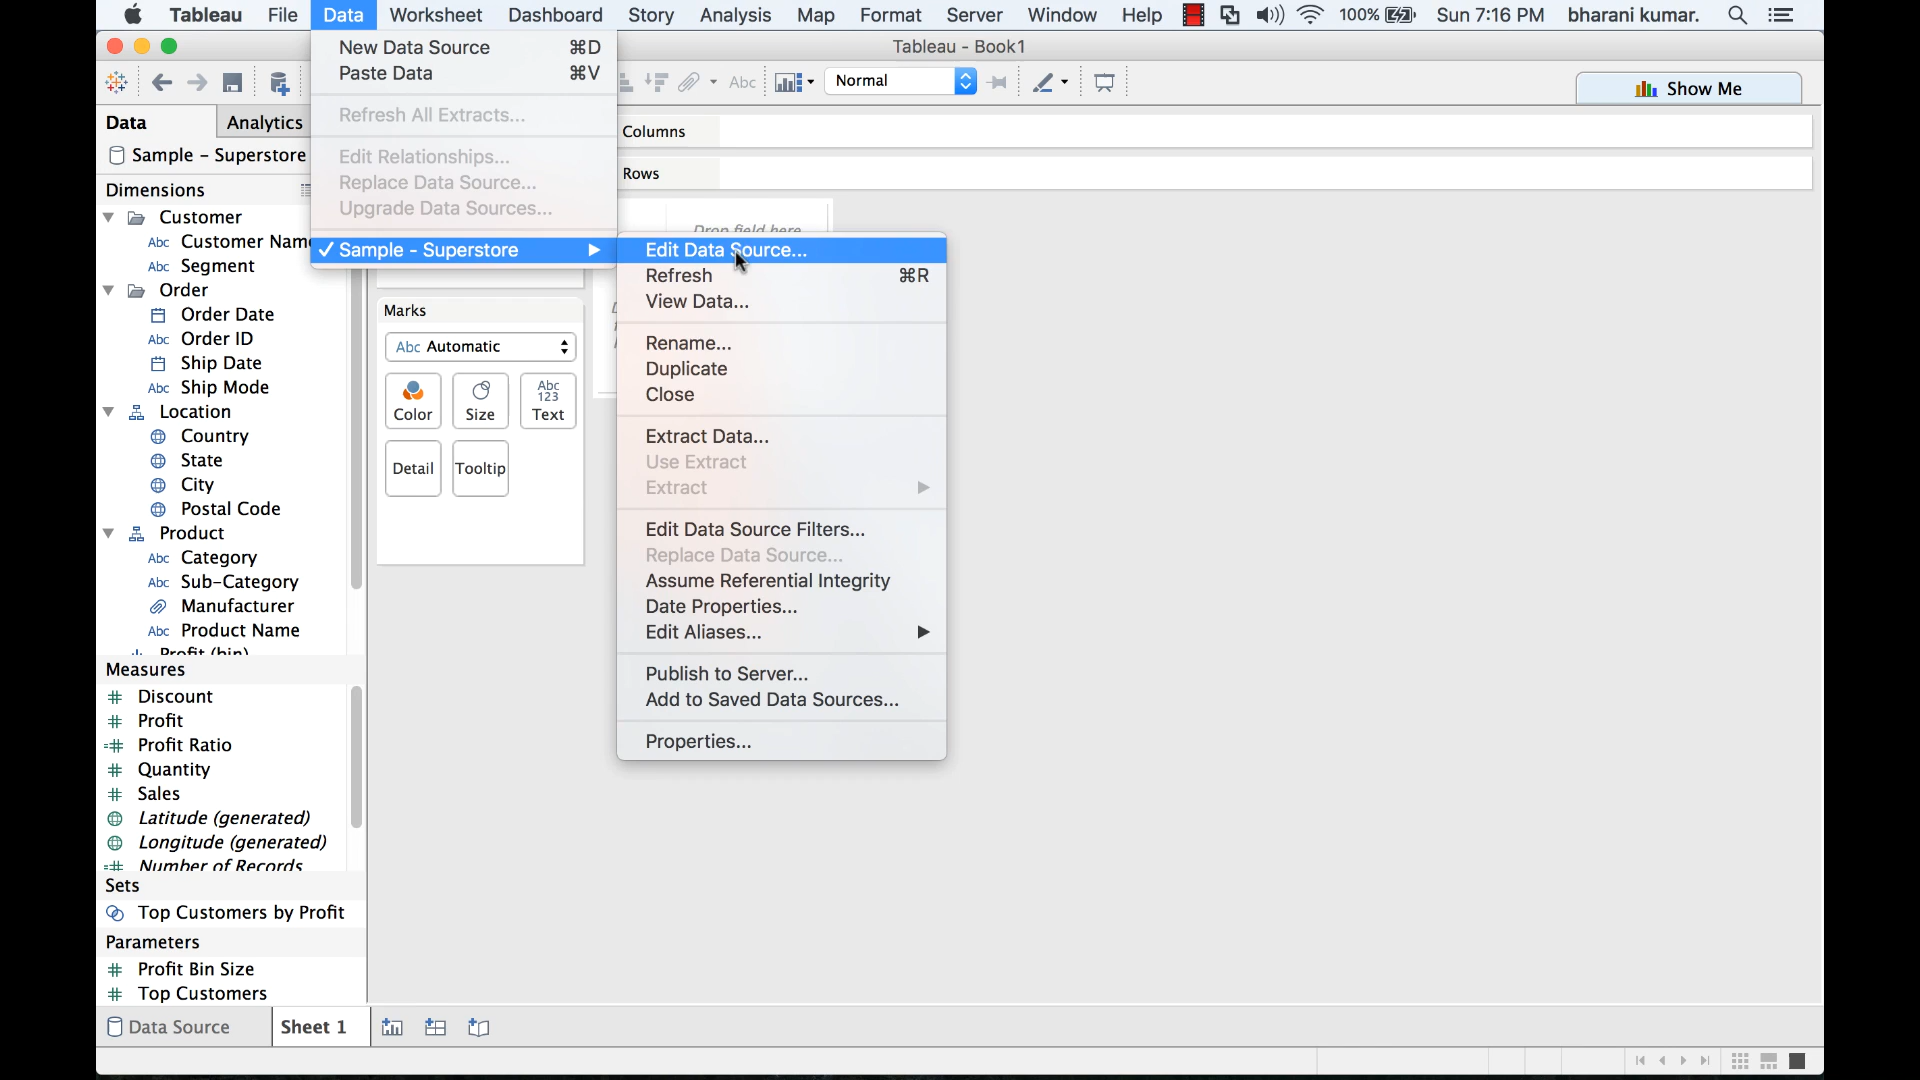 Tableau File Data Worksheet Dashboard Story Analysis Map Format Server Window Help 100% Sun 7:16 PM bharani kumar.
Tableau - Book1
New Data Source ⌘D
Paste Data ⌘V
Refresh All Extracts...
Edit Relationships...
Replace Data Source...
Upgrade Data Sources...
✓ Sample - Superstore
Abc
Normal
Show Me
Data Analytics
Sample - Superstore
Columns
Rows
Dimensions
Customer
Abc Customer Name
Abc Segment
Order
Order Date
Abc Order ID
Ship Date
Abc Ship Mode
Location
Country
State
City
Postal Code
Product
Abc Category
Abc Sub-Category
Manufacturer
Abc Product Name
Profit (bin)
Measures
Discount
Profit
Profit Ratio
Quantity
Sales
Latitude (generated)
Longitude (generated)
Number of Records
Sets
Top Customers by Profit
Parameters
Profit Bin Size
Top Customers
Marks
Abc Automatic
Color Size Abc 123 Text
Detail Tooltip
Drop field here
Edit Data Source...
Refresh ⌘R
View Data...
Rename...
Duplicate
Close
Extract Data...
Use Extract
Extract
Edit Data Source Filters...
Replace Data Source...
Assume Referential Integrity
Date Properties...
Edit Aliases...
Publish to Server...
Add to Saved Data Sources...
Properties...
Data Source Sheet 1